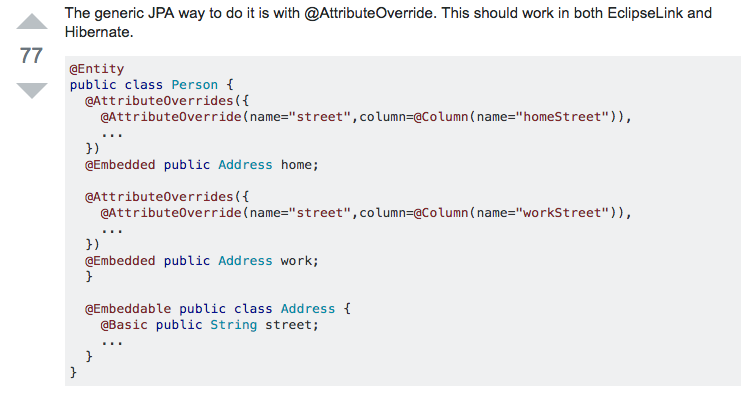 The generic JPA way to do it is with @AttributeOverride. This should work in both EclipseLink and
Hibernate.
77
@Entity
public class Person {
  @AttributeOverrides({
    @AttributeOverride(name="street",column=@Column(name="homeStreet")),
    ...
  })
  @Embedded public Address home;

  @AttributeOverrides({
    @AttributeOverride(name="street",column=@Column(name="workStreet")),
    ...
  })
  @Embedded public Address work;
  }

  @Embeddable public class Address {
    @Basic public String street;
    ...
  }
}